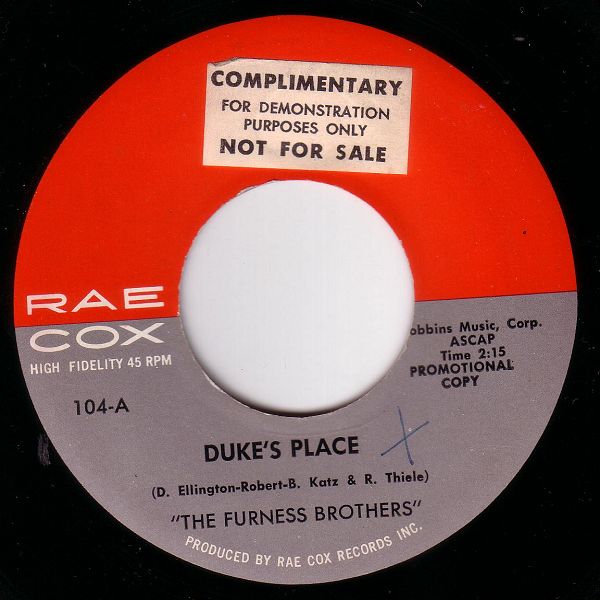 COMPLIMENTARY
FOR DEMONSTRATION
PURPOSES ONLY
NOT FOR SALE
RAE
COX
HIGH FIDELITY 45 RPM
104-A
Music, Corp.
ASCAP
Time 2:15
PROMOTIONAL
COPY
DUKE'S PLACE
(D. Ellington-Robert-B. Katz & R. Thiele)
"THE FURNESS BROTHERS"
PRODUCED BY RAE COX RECORDS INC.